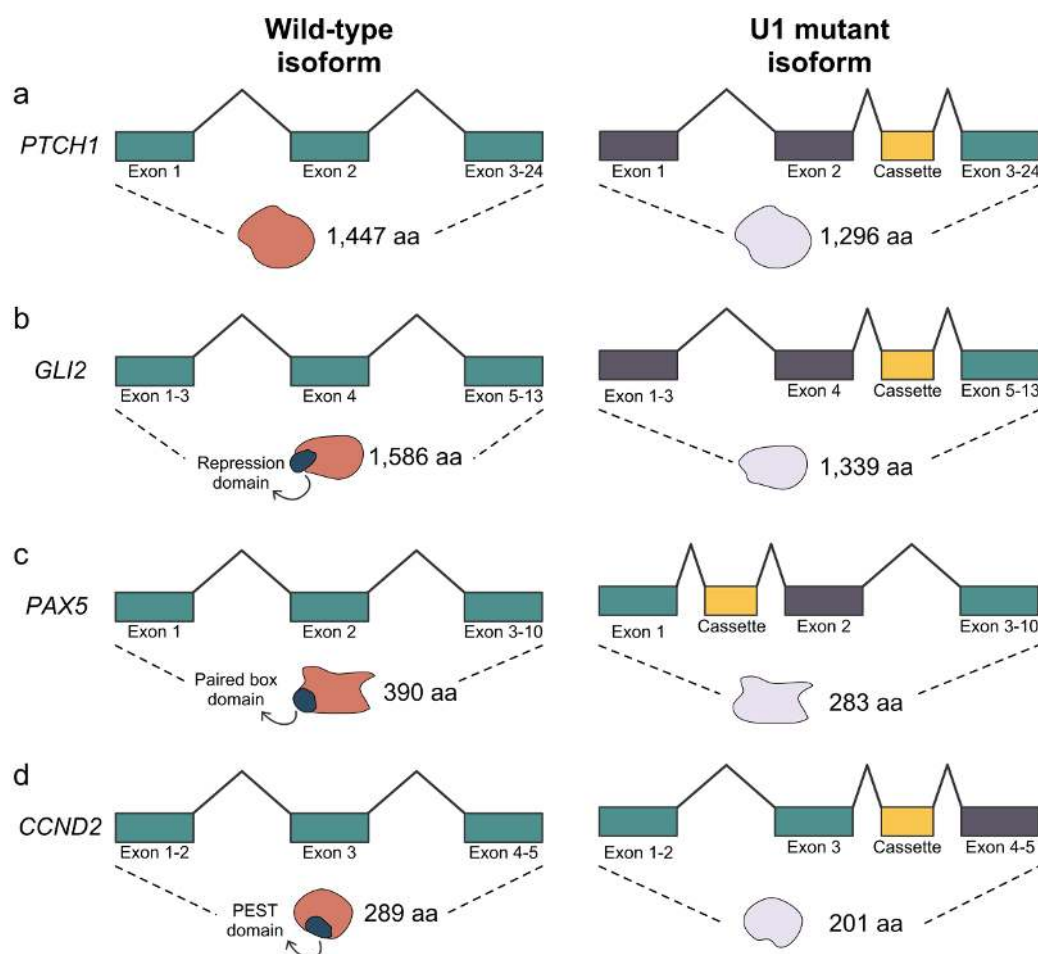 Wild-type
isoform
U1 mutant
isoform
a
PTCH1
Exon 1
Exon 2
Exon 3-24
1,447 aa
Exon 1
Exon 2
Cassette
Exon 3-24
1,296 aa
b
GLI2
Exon 1-3
Exon 4
Exon 5-13
Repression
domain
1,586 aa
Exon 1-3
Exon 4
Cassette
Exon 5-13
1,339 aa
c
PAX5
Exon 1
Exon 2
Exon 3-10
Paired box
domain
390 aa
Exon 1
Cassette
Exon 2
Exon 3-10
283 aa
d
CCND2
Exon 1-2
Exon 3
Exon 4-5
PEST
domain
289 aa
Exon 1-2
Exon 3
Cassette
Exon 4-5
201 aa